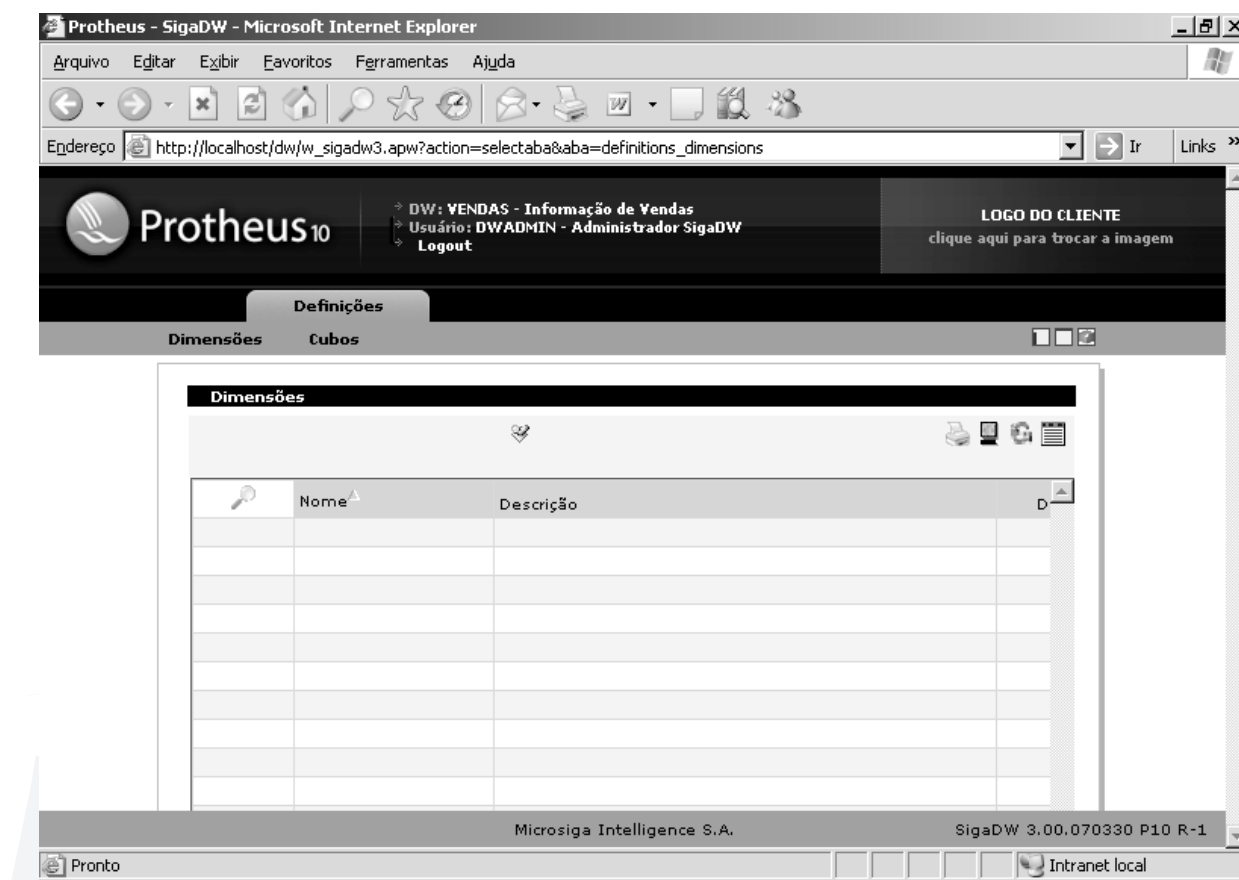 Protheus - SigaDW - Microsoft Internet Explorer
Arquivo Editar Exibir Favoritos Ferramentas Ajuda
Endereço http://localhost/dw/w_sigadw3.apw?action=selectaba&aba=definitions_dimensions Ir Links »
Protheus10
DW: VENDAS - Informação de Vendas
Usuário: DWADMIN - Administrador SigaDW
Logout
LOGO DO CLIENTE
clique aqui para trocar a imagem
Definições
Dimensões Cubos
Dimensões
Nome Descrição D
Microsiga Intelligence S.A. SigaDW 3.00.070330 P10 R-1
Pronto Intranet local